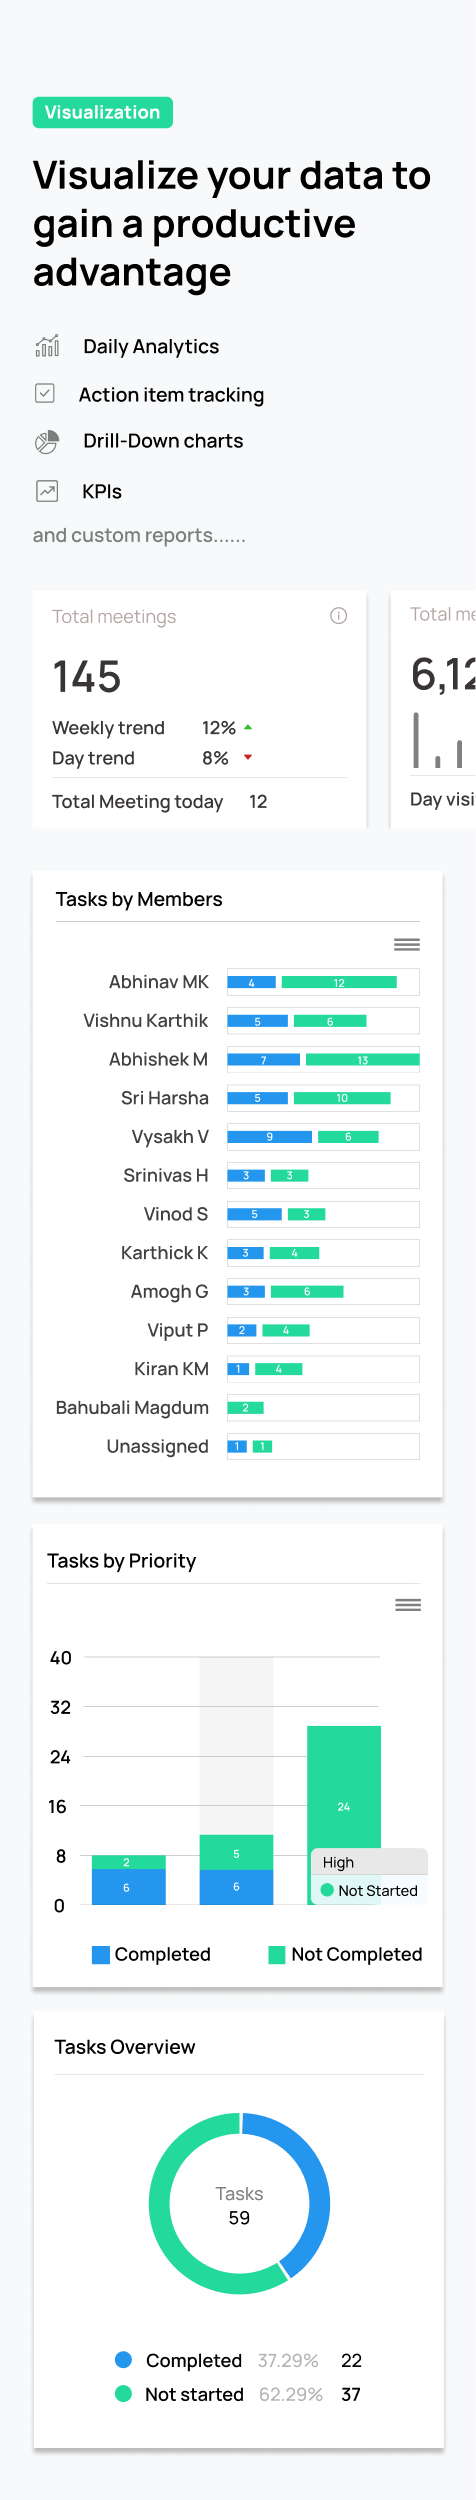 Visualization
Visualize your data to
gain a productive
advantage
Daily Analytics
Action item tracking
Drill-Down charts
KPIs
and custom reports......
Total meetings
145
Weekly trend 12%
Day trend 8%
Total Meeting today 12
Total me
6,12
Day visi
Tasks by Members
Abhinav MK 4 12
Vishnu Karthik 5 6
Abhishek M 7 13
Sri Harsha 5 10
Vysakh V 9 6
Srinivas H 3 3
Vinod S 5 3
Karthick K 3 4
Amogh G 3 6
Viput P 2 4
Kiran KM 1 4
Bahubali Magdum 2
Unassigned 1 1
Tasks by Priority
40
32
24
16
8
0
2
6
5
6
24
High
Not Started
Completed Not Completed
Tasks Overview
Tasks
59
Completed 37.29% 22
Not started 62.29% 37